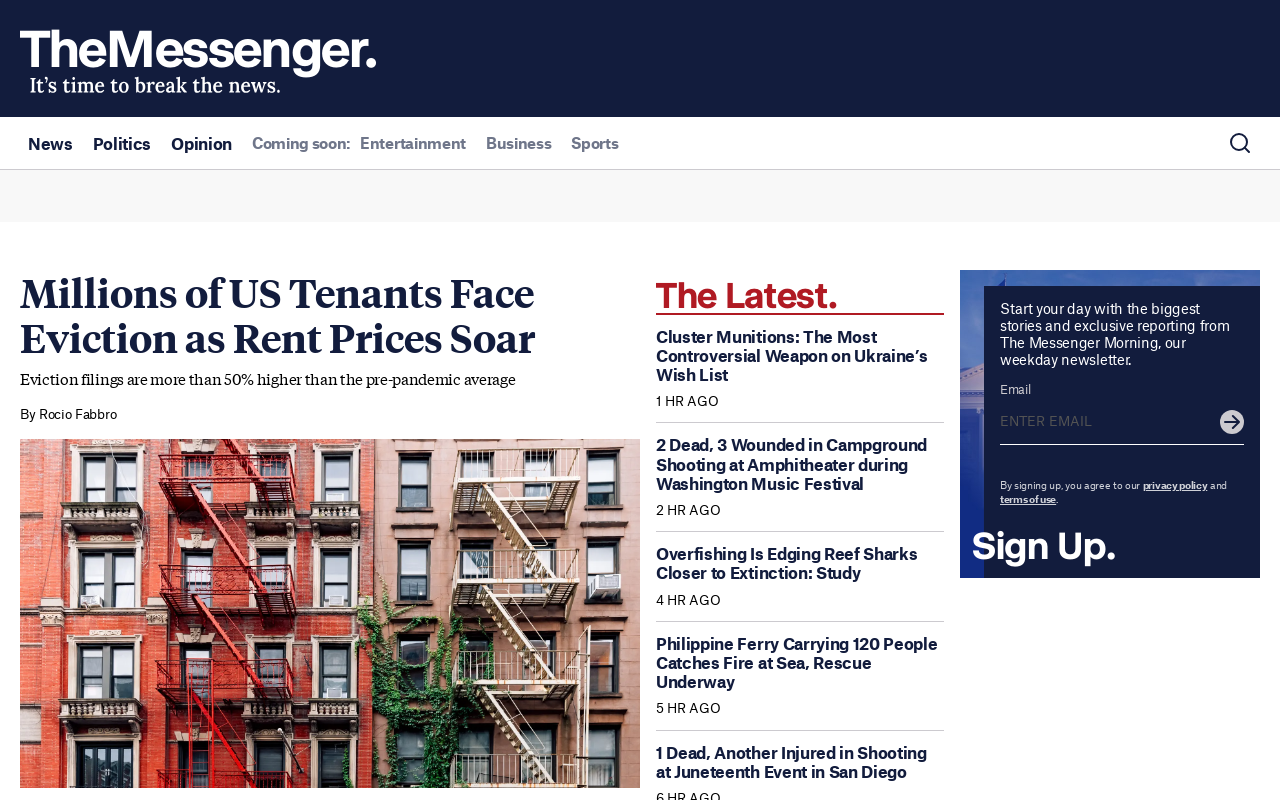 TheMessenger.
It's time to break the news.
News Politics Opinion Coming soon: Entertainment Business Sports
Millions of US Tenants Face
Eviction as Rent Prices Soar
Eviction filings are more than 50% higher than the pre-pandemic average
By Rocio Fabbro
The Latest.
Cluster Munitions: The Most
Controversial Weapon on Ukraine’s
Wish List
1 HR AGO
2 Dead, 3 Wounded in Campground
Shooting at Amphitheater during
Washington Music Festival
2 HR AGO
Overfishing Is Edging Reef Sharks
Closer to Extinction: Study
4 HR AGO
Philippine Ferry Carrying 120 People
Catches Fire at Sea, Rescue
Underway
5 HR AGO
1 Dead, Another Injured in Shooting
at Juneteenth Event in San Diego
6 HR AGO
Start your day with the biggest
stories and exclusive reporting from
The Messenger Morning, our
weekday newsletter.
Email
ENTER EMAIL
By signing up, you agree to our privacy policy and
terms of use.
Sign Up.